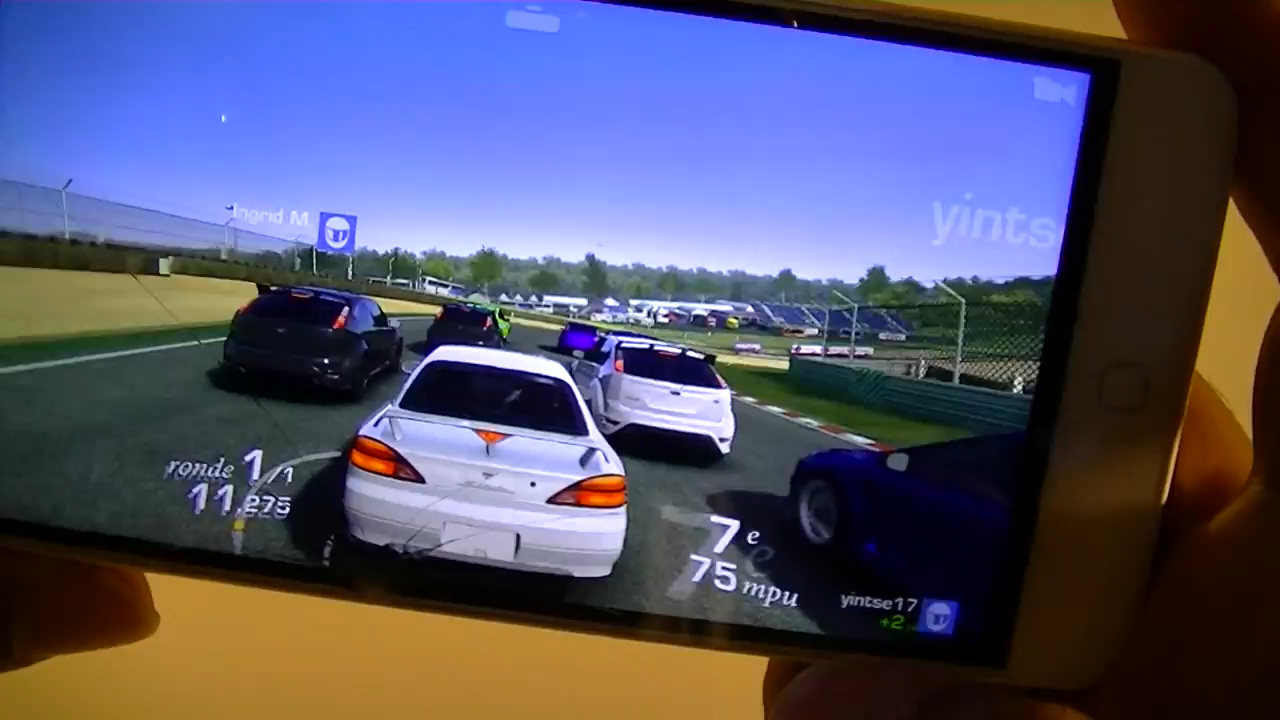 Ingrid M
yints
ronde 1/1
11,275
7e
75 mpu
yintse17
+2